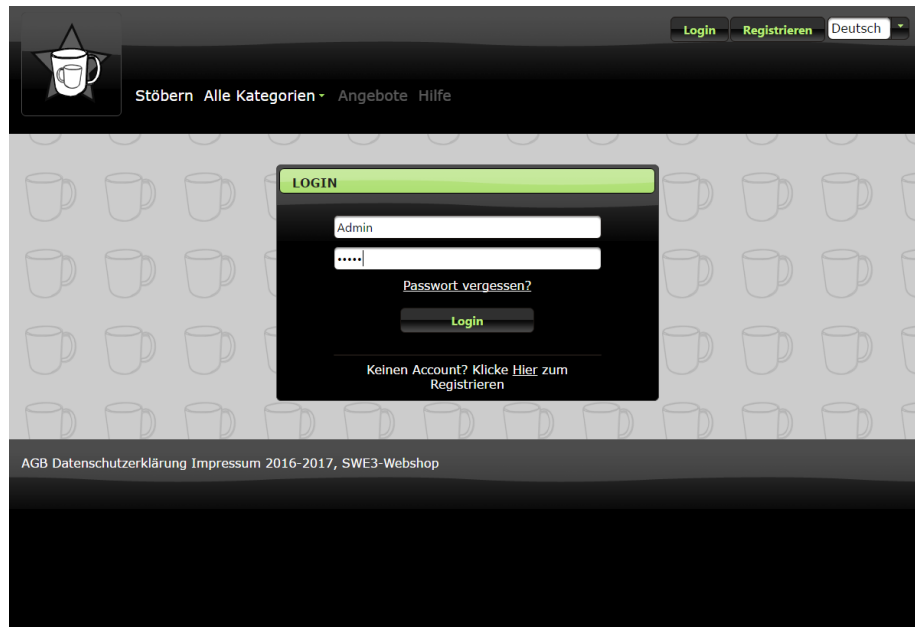 Login Registrieren Deutsch
Stöbern Alle Kategorien Angebote Hilfe
LOGIN
Admin
•••••
Passwort vergessen?
Login
Keinen Account? Klicke Hier zum
Registrieren
AGB Datenschutzerklärung Impressum 2016-2017, SWE3-Webshop